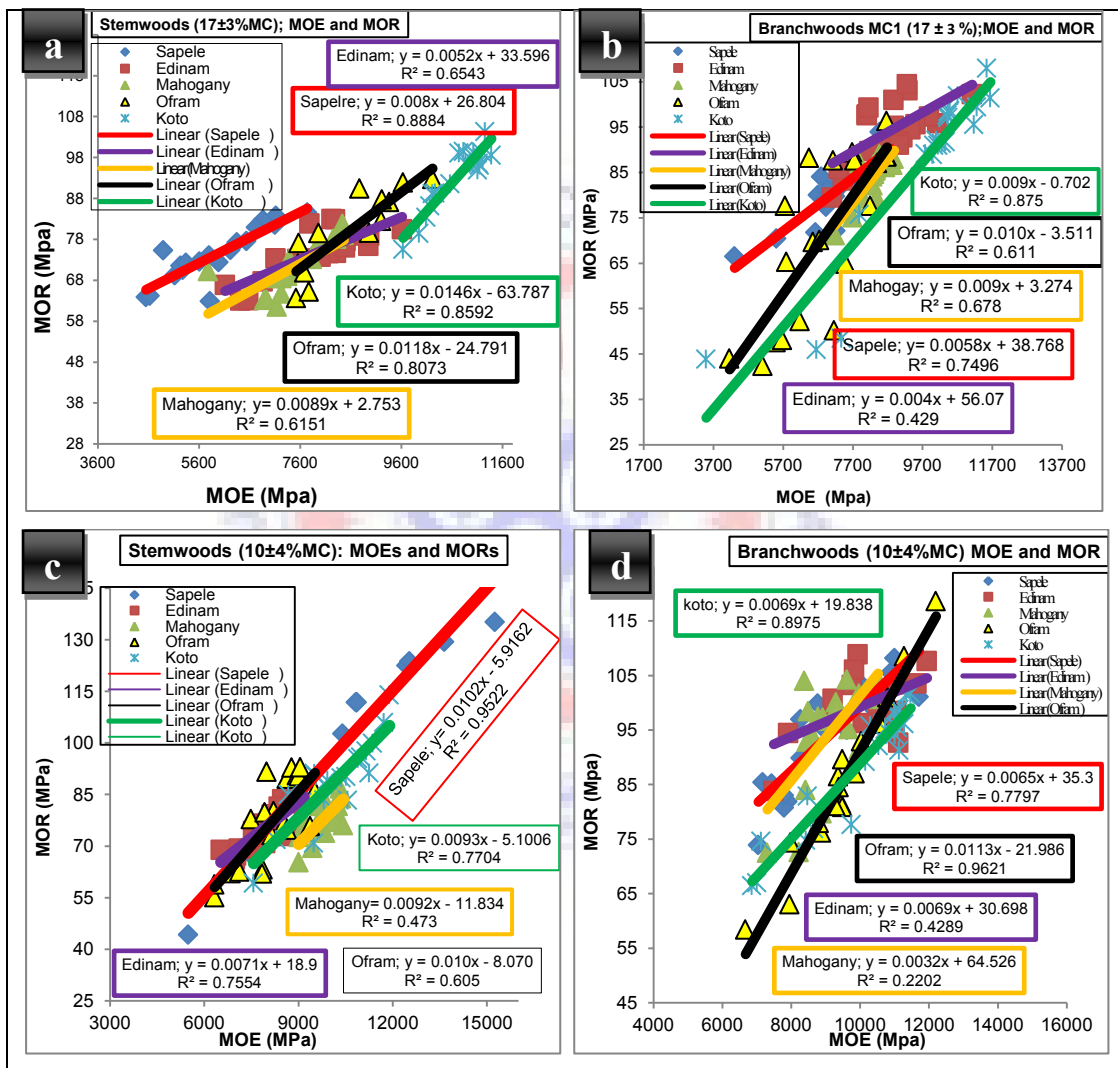 a
Stemwoods (17±3%MC); MOE and MOR
Sapele
Edinam
Mahogany
Ofram
Koto
Linear (Sapele )
Linear (Edinam )
Linear(Mahogany)
Linear (Ofram )
Linear (Koto )
Edinam; y = 0.0052x + 33.596
R² = 0.6543
Sapelre; y = 0.008x + 26.804
R² = 0.8884
Koto; y = 0.0146x - 63.787
R² = 0.8592
Ofram; y = 0.0118x - 24.791
R² = 0.8073
Mahogany; y= 0.0089x + 2.753
R² = 0.6151
MOR (Mpa)
118
108
98
88
78
68
58
48
38
28
3600 5600 7600 9600 11600
MOE (Mpa)
b
Branchwoods MC1 (17 ± 3 %);MOE and MOR
Sapele
Edinam
Mahogany
Ofram
Koto
Linear(Sapele)
Linear(Edinam)
Linear(Mahogany)
Linear(Ofram)
Linear(Koto)
Koto; y = 0.009x - 0.702
R² = 0.875
Ofram; y = 0.010x - 3.511
R² = 0.611
Mahogay; y = 0.009x + 3.274
R² = 0.678
Sapele; y= 0.0058x + 38.768
R² = 0.7496
Edinam; y = 0.004x + 56.07
R² = 0.429
MOR (MPa)
105
95
85
75
65
55
45
35
25
1700 3700 5700 7700 9700 11700 13700
MOE (Mpa)
c
Stemwoods (10±4%MC): MOEs and MORs
Sapele
Edinam
Mahogany
Ofram
Koto
Linear (Sapele )
Linear (Edinam )
Linear (Ofram )
Linear (Koto )
Linear (Koto )
Sapele; y = 0.0102x - 5.9162
R² = 0.9522
Koto; y= 0.0093x - 5.1006
R² = 0.7704
Mahogany= 0.0092x - 11.834
R² = 0.473
Edinam; y = 0.0071x + 18.9
R² = 0.7554
Ofram; y = 0.010x - 8.070
R² = 0.605
MOR (MPa)
130
115
100
85
70
55
40
25
3000 6000 9000 12000 15000
MOE (MPa)
d
Branchwoods (10±4%MC) MOE and MOR
Sapele
Edinam
Mahogany
Ofram
Koto
Linear(Sapele)
Linear(Edinam )
Linear(Mahogany)
Linear(Ofram)
koto; y = 0.0069x + 19.838
R² = 0.8975
Sapele; y = 0.0065x + 35.3
R² = 0.7797
Ofram; y = 0.0113x - 21.986
R² = 0.9621
Edinam; y = 0.0069x + 30.698
R² = 0.4289
Mahogany; y = 0.0032x + 64.526
R² = 0.2202
MOR (MPa)
115
105
95
85
75
65
55
45
4000 6000 8000 10000 12000 14000 16000
MOE (Mpa)